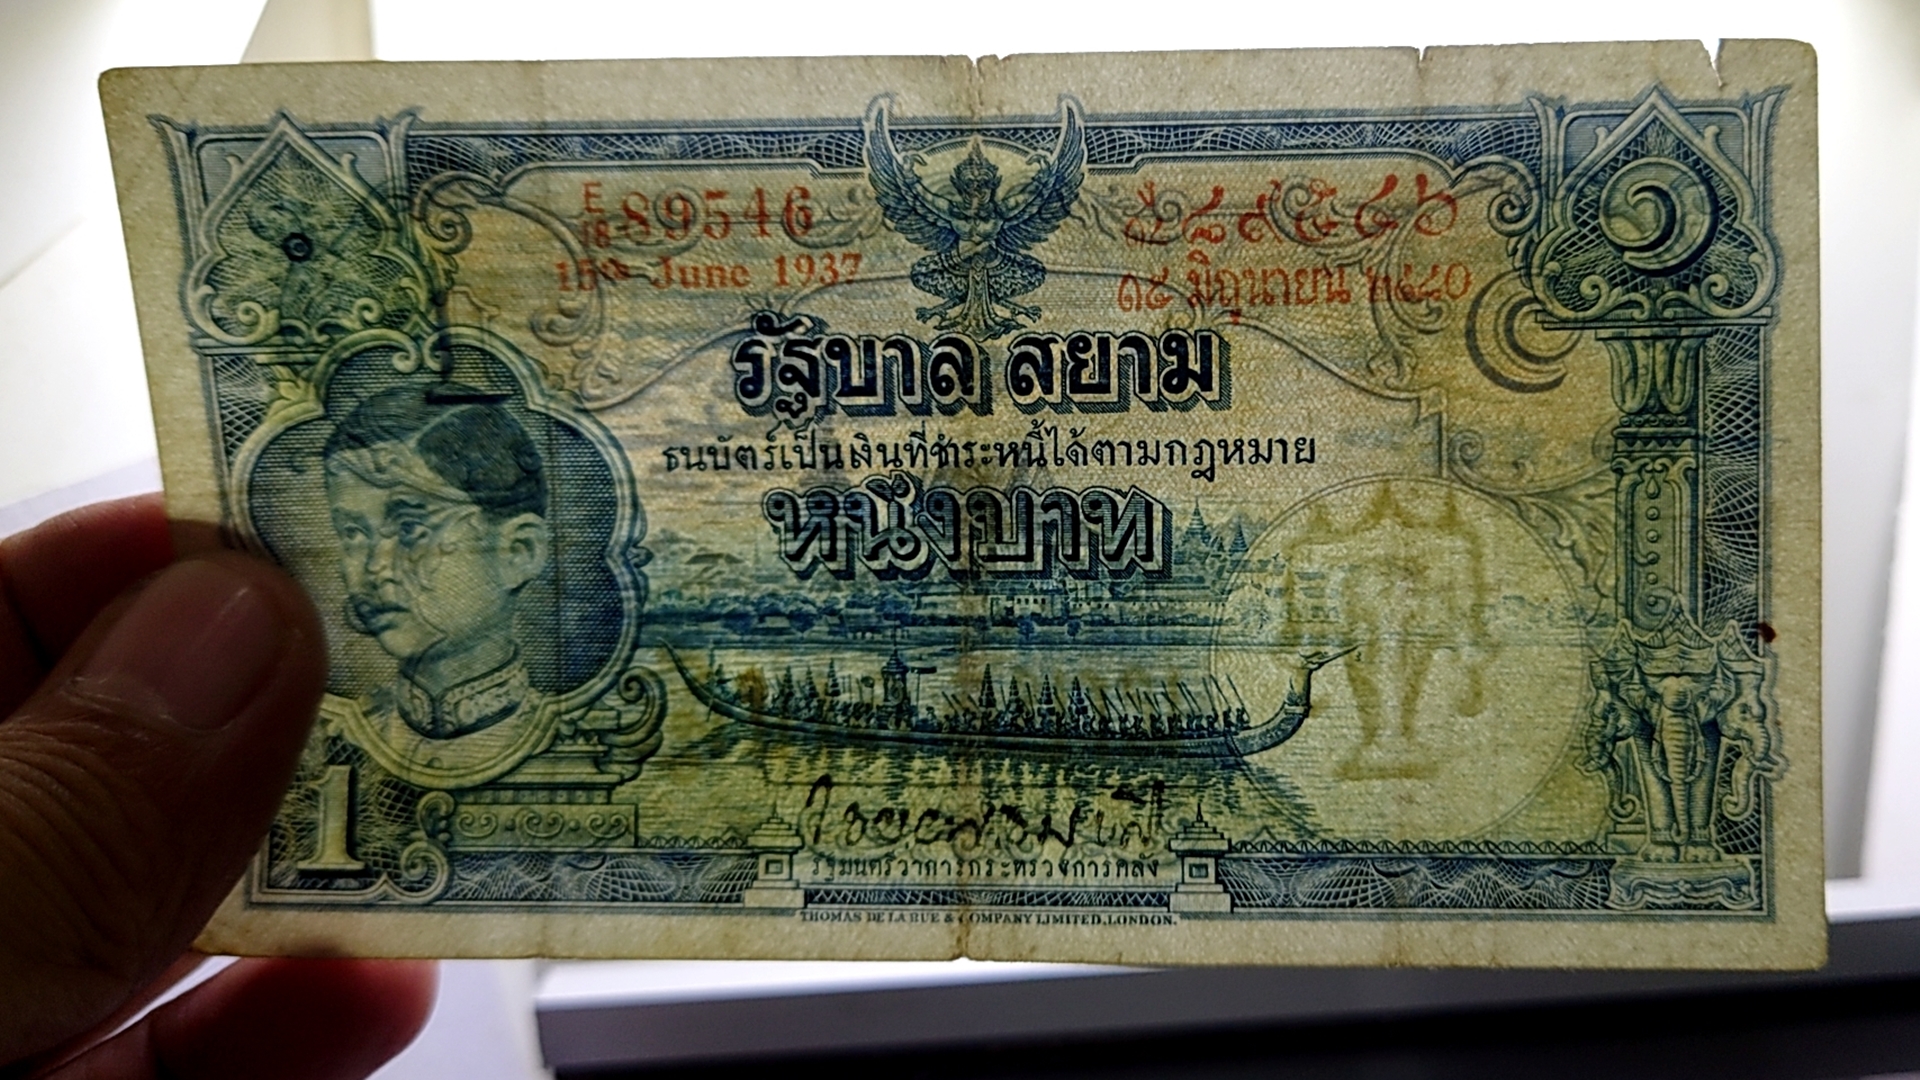 E/18 89546
15th June 1937
๘๙๕๔๖
๑๕ มิถุนายน ๒๔๘๐
๑
รัฐบาล สยาม
ธนบัตร์เป็นเงินที่ชำระหนี้ได้ตามกฎหมาย
หนึ่งบาท
1
รัฐมนตรีว่าการกระทรวงการคลัง
THOMAS DE LA RUE & COMPANY LIMITED, LONDON.